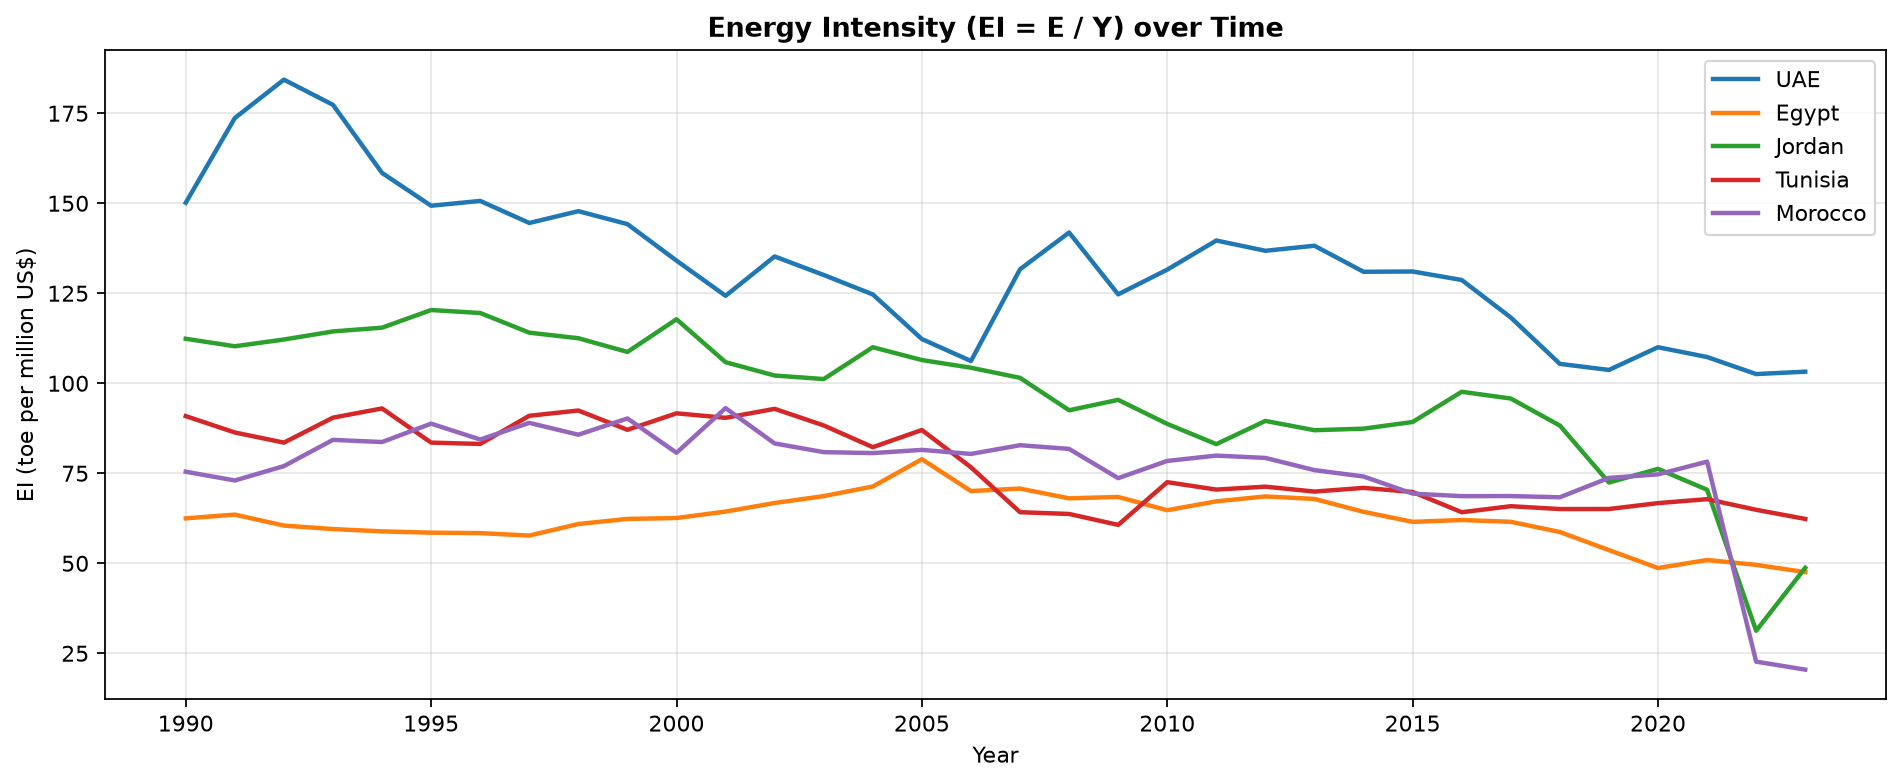 Energy Intensity (EI = E / Y) over Time
EI (toe per million US$)
175
150
125
100
75
50
25
UAE
Egypt
Jordan
Tunisia
Morocco
1990 1995 2000 2005 2010 2015 2020
Year